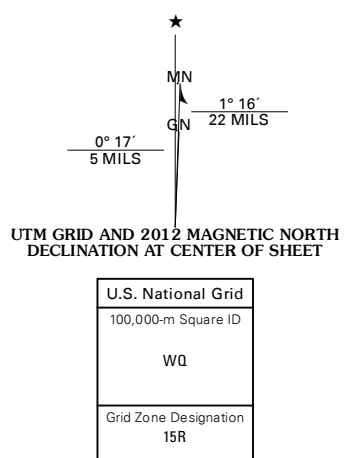 ★
MN
1° 16´
22 MILS
GN
0° 17´
5 MILS
UTM GRID AND 2012 MAGNETIC NORTH
DECLINATION AT CENTER OF SHEET
U.S. National Grid
100,000-m Square ID
WQ
Grid Zone Designation
15R